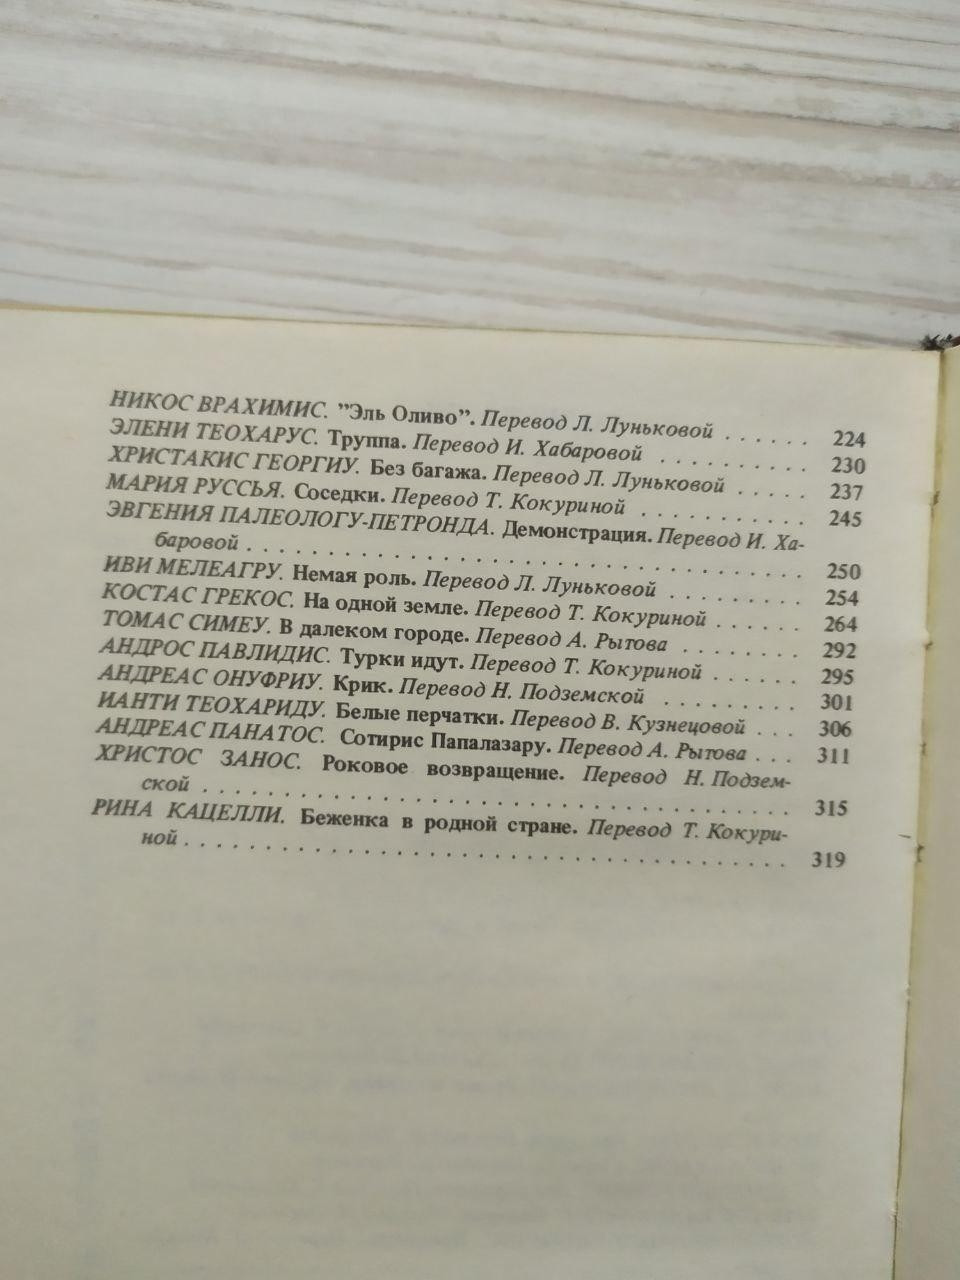 НИКОС ВРАХИМИС. ”Эль Оливо”. Перевод Л. Луньковой . . . . . . 224
ЭЛЕНИ ТЕОХАРУС. Труппа. Перевод И. Хабаровой . . . . . . . . 230
ХРИСТАКИС ГЕОРГИУ. Без багажа. Перевод Л. Луньковой . . . . 237
МАРИЯ РУССЬЯ. Соседки. Перевод Т. Кокуриной . . . . . . . . . 245
ЭВГЕНИЯ ПАЛЕОЛОГУ-ПЕТРОНДА. Демонстрация. Перевод И. Ха-
баровой . . . . . . . . . . . . . . . . . . . . . . . . . . . . . 250
ИВИ МЕЛЕАГРУ. Немая роль. Перевод Л. Луньковой . . . . . . . . 254
КОСТАС ГРЕКОС. На одной земле. Перевод Т. Кокуриной . . . . . . 264
ТОМАС СИМЕУ. В далеком городе. Перевод А. Рытова . . . . . . . 292
АНДРОС ПАВЛИДИС. Турки идут. Перевод Т. Кокуриной . . . . . . 295
АНДРЕАС ОНУФРИУ. Крик. Перевод Н. Подземской . . . . . . . . . 301
ИАНТИ ТЕОХАРИДУ. Белые перчатки. Перевод В. Кузнецовой . . . 306
АНДРЕАС ПАНАТОС. Сотирис Папалазару. Перевод А. Рытова . . . . 311
ХРИСТОС ЗАНОС. Роковое возвращение. Перевод Н. Подзем-
ской . . . . . . . . . . . . . . . . . . . . . . . . . . . . . . . 315
РИНА КАЦЕЛЛИ. Беженка в родной стране. Перевод Т. Кокури-
ной . . . . . . . . . . . . . . . . . . . . . . . . . . . . . . . . 319